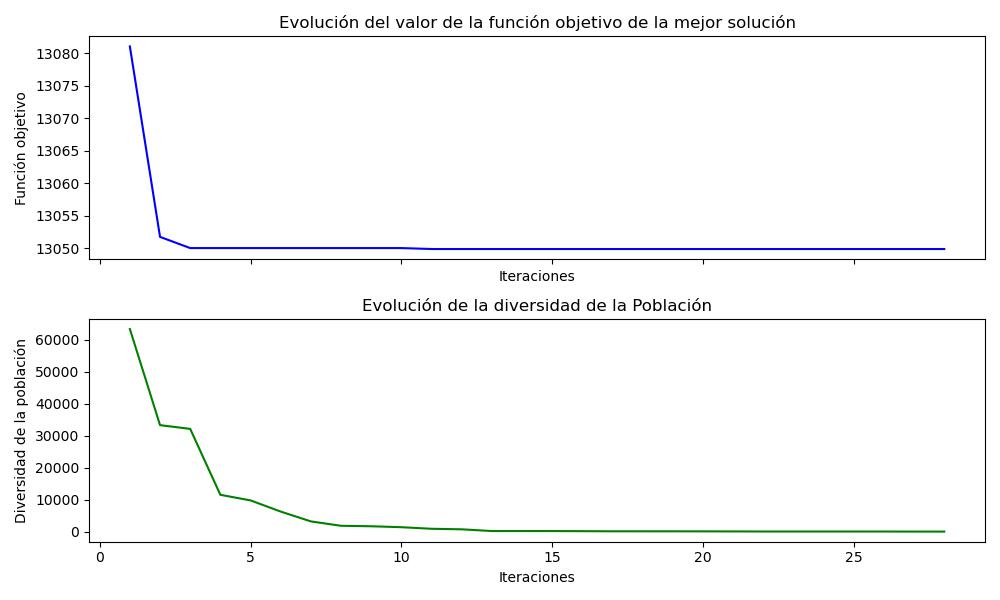 Evolución del valor de la función objetivo de la mejor solución
Función objetivo
13080
13075
13070
13065
13060
13055
13050
Iteraciones
Evolución de la diversidad de la Población
Diversidad de la población
60000
50000
40000
30000
20000
10000
0
0 5 10 15 20 25
Iteraciones